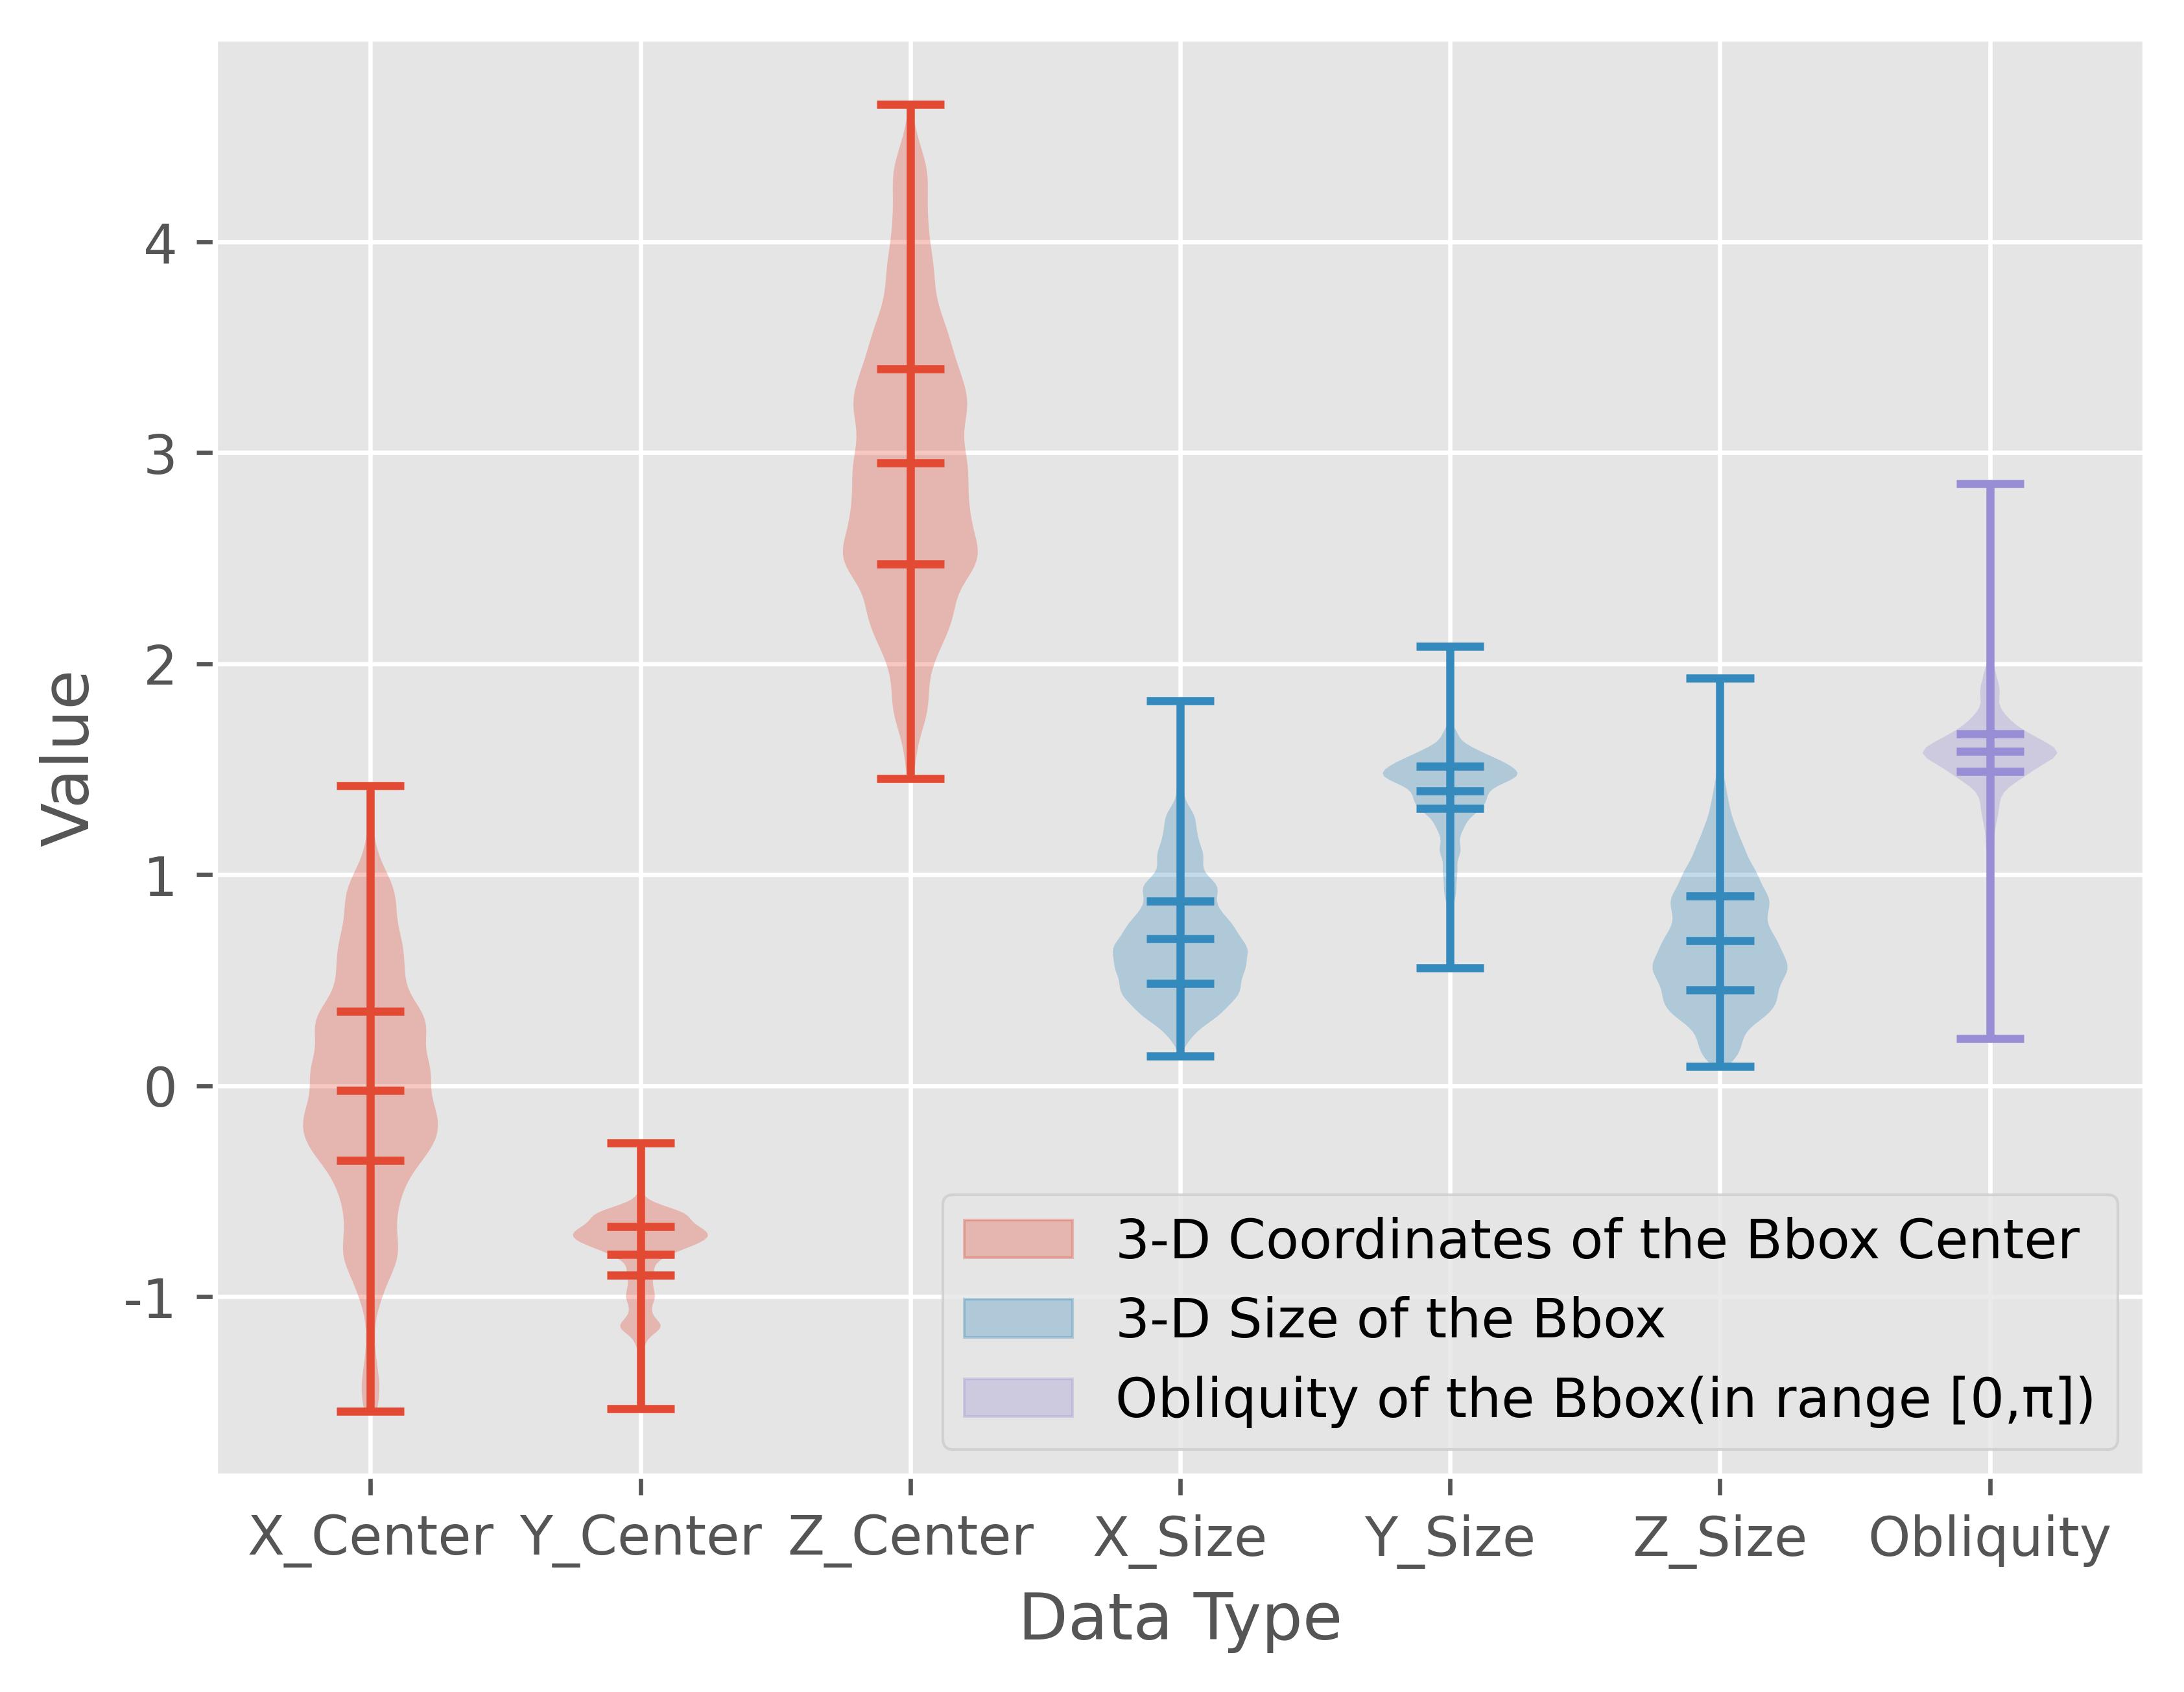 4
3
2
1
0
-1
Value
3-D Coordinates of the Bbox Center
3-D Size of the Bbox
Obliquity of the Bbox(in range [0,π])
X_Center Y_Center Z_Center X_Size Y_Size Z_Size Obliquity
Data Type